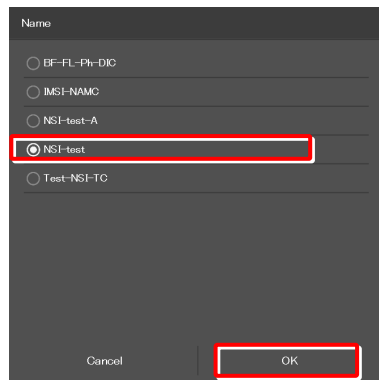 Name
BF-FL-Ph-DIC
IMSI-NAMC
NSI-test-A
NSI-test
Test-NSI-TC
Cancel
OK